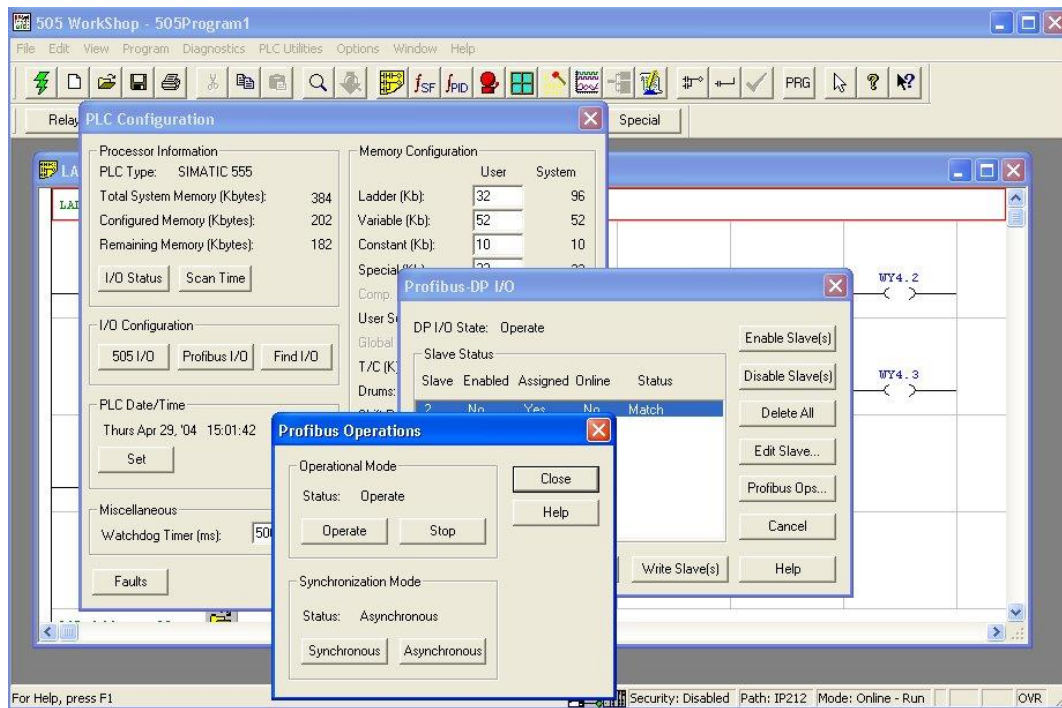 505 WorkShop - 505Program1
File Edit View Program Diagnostics PLC Utilities Options Window Help
SF PID PRG
Relay Special
PLC Configuration
Processor Information
PLC Type: SIMATIC 555
Total System Memory (Kbytes): 384
Configured Memory (Kbytes): 202
Remaining Memory (Kbytes): 182
I/O Status Scan Time
I/O Configuration
505 I/O Profibus I/O Find I/O
PLC Date/Time
Thurs Apr 29, '04 15:01:42
Set
Miscellaneous
Watchdog Timer (ms):
Faults
Memory Configuration
User System
Ladder (Kb): 32 96
Variable (Kb): 52 52
Constant (Kb): 10 10
Special
Comp.
User
Global
T/C (K
Drums:
WY4.2
WY4.3
Profibus-DP I/O
DP I/O State: Operate
Slave Status
Slave Enabled Assigned Online Status
2 No Yes No Match
Enable Slave(s)
Disable Slave(s)
Delete All
Edit Slave...
Profibus Ops...
Cancel
Write Slave(s) Help
Profibus Operations
Operational Mode
Status: Operate
Operate Stop
Close
Help
Synchronization Mode
Status: Asynchronous
Synchronous Asynchronous
For Help, press F1
Security: Disabled Path: IP212 Mode: Online - Run OVR